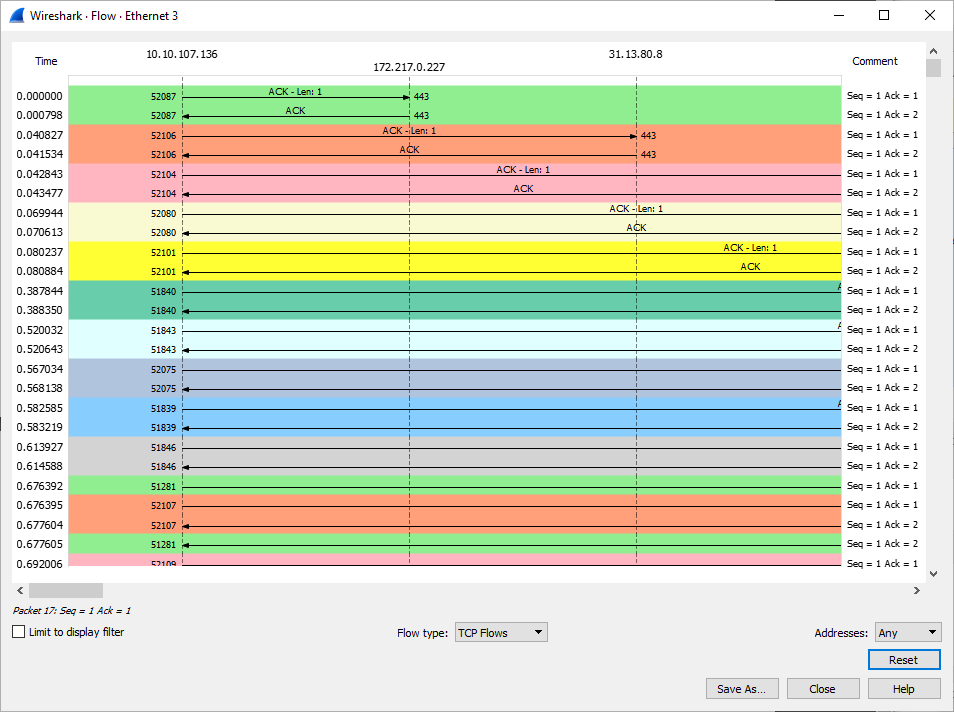 Wireshark · Flow · Ethernet 3
10.10.107.136 31.13.80.8
Time 172.217.0.227 Comment
0.000000 52087 ACK - Len: 1 443 Seq = 1 Ack = 1
0.000798 52087 ACK 443 Seq = 1 Ack = 2
0.040827 52106 ACK - Len: 1 443 Seq = 1 Ack = 1
0.041534 52106 ACK 443 Seq = 1 Ack = 2
0.042843 52104 ACK - Len: 1 Seq = 1 Ack = 1
0.043477 52104 ACK Seq = 1 Ack = 2
0.069944 52080 ACK - Len: 1 Seq = 1 Ack = 1
0.070613 52080 ACK Seq = 1 Ack = 2
0.080237 52101 ACK - Len: 1 Seq = 1 Ack = 1
0.080884 52101 ACK Seq = 1 Ack = 2
0.387844 51840 Seq = 1 Ack = 1
0.388350 51840 Seq = 1 Ack = 2
0.520032 51843 Seq = 1 Ack = 1
0.520643 51843 Seq = 1 Ack = 2
0.567034 52075 Seq = 1 Ack = 1
0.568138 52075 Seq = 1 Ack = 2
0.582585 51839 Seq = 1 Ack = 1
0.583219 51839 Seq = 1 Ack = 2
0.613927 51846 Seq = 1 Ack = 1
0.614588 51846 Seq = 1 Ack = 2
0.676392 51281 Seq = 1 Ack = 1
0.676395 52107 Seq = 1 Ack = 1
0.677604 52107 Seq = 1 Ack = 2
0.677605 51281 Seq = 1 Ack = 2
0.692006 52109 Seq = 1 Ack = 1
Packet 17: Seq = 1 Ack = 1
Limit to display filter Flow type: TCP Flows Addresses: Any
Reset
Save As... Close Help